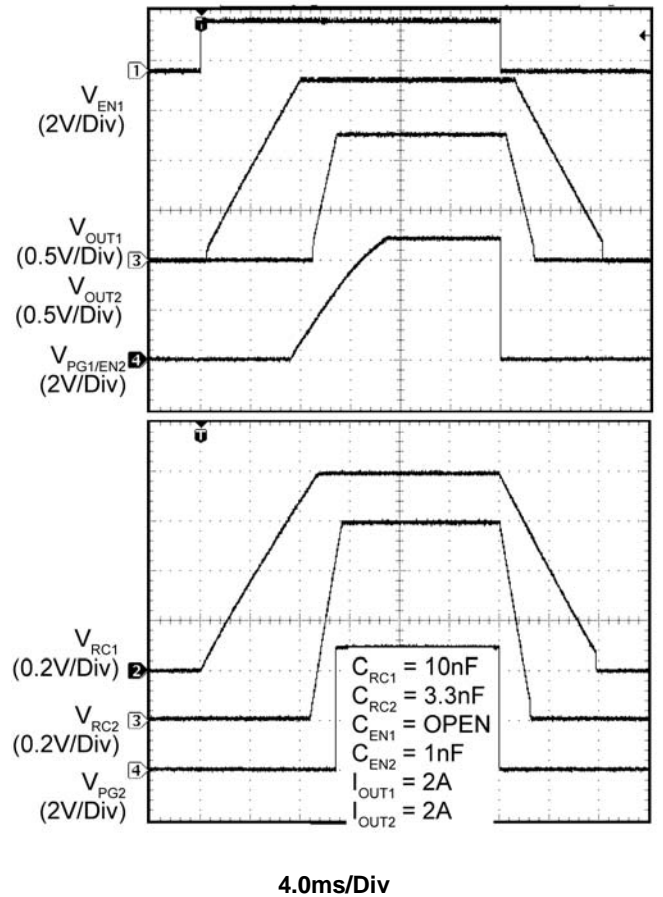 T
1
V_EN1
(2V/Div)
V_OUT1
(0.5V/Div) 3
V_OUT2
(0.5V/Div)
V_PG1/EN2 4
(2V/Div)
T
V_RC1
(0.2V/Div) 2
V_RC2 3
(0.2V/Div)
4
V_PG2
(2V/Div)
C_RC1 = 10nF
C_RC2 = 3.3nF
C_EN1 = OPEN
C_EN2 = 1nF
I_OUT1 = 2A
I_OUT2 = 2A
4.0ms/Div